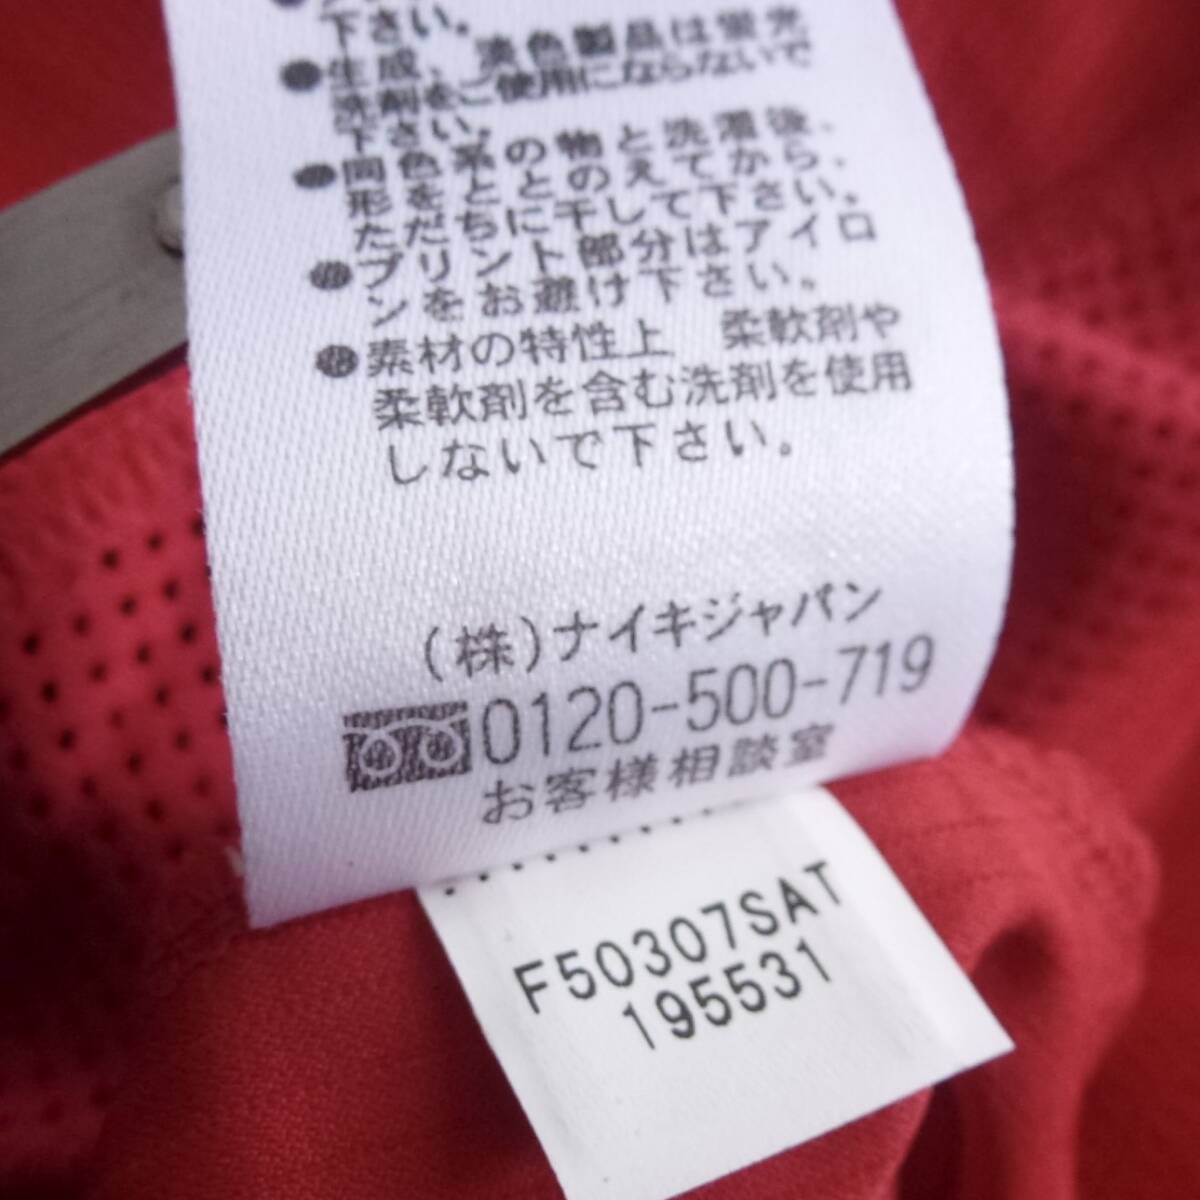 下さい。
●生成、淡色製品は蛍光
洗剤をご使用にならないで
下さい。
●同色系の物と洗濯後、
形をととのえてから、
ただちに干して下さい。
●プリント部分はアイロ
ンをお避け下さい。
●素材の特性上 柔軟剤や
柔軟剤を含む洗剤を使用
しないで下さい。
(株)ナイキジャパン
0120-500-719
お客様相談室
F50307SAT
195531